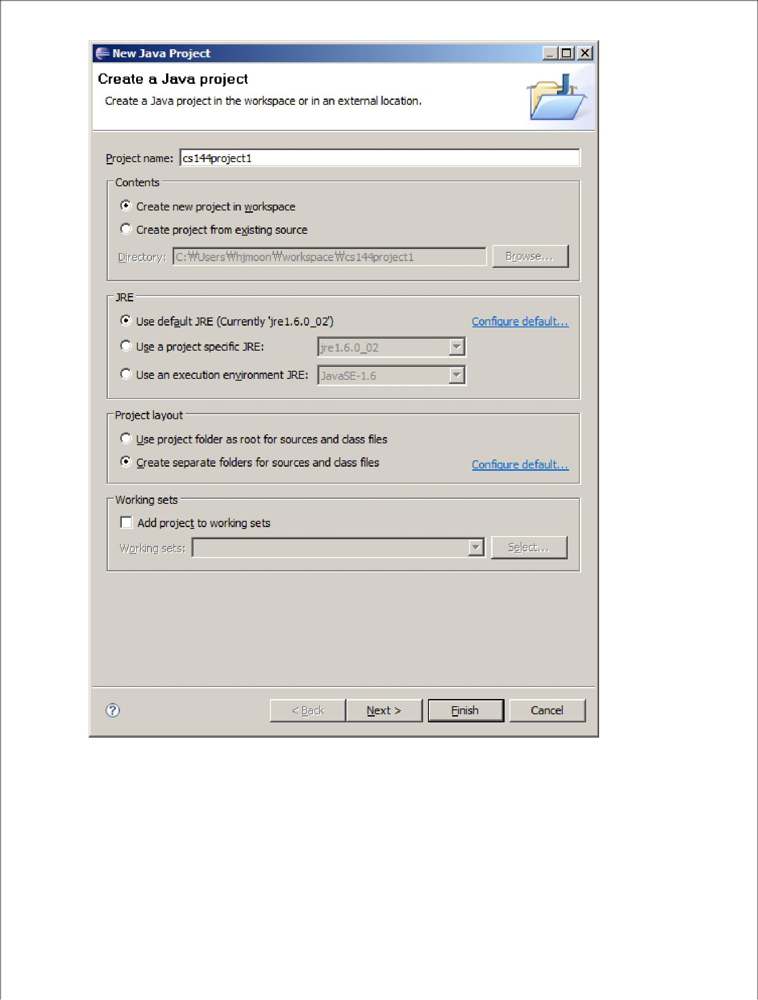 New Java Project
Create a Java project
Create a Java project in the workspace or in an external location.
Project name: cs144project1
Contents
Create new project in workspace
Create project from existing source
Directory: C:₩Users₩hjmoon₩workspace₩cs144project1 Browse...
JRE
Use default JRE (Currently 'jre1.6.0_02') Configure default...
Use a project specific JRE: jre1.6.0_02
Use an execution environment JRE: JavaSE-1.6
Project layout
Use project folder as root for sources and class files
Create separate folders for sources and class files Configure default...
Working sets
Add project to working sets
Working sets: Select...
? < Back Next > Finish Cancel